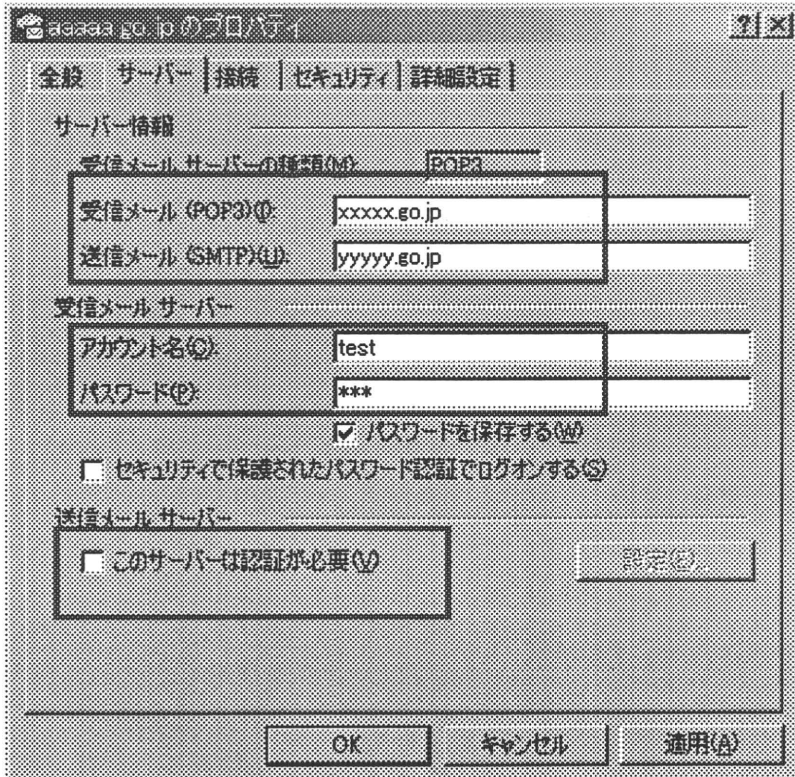 aaaaa.go.jp のプロパティ
全般 サーバー 接続 セキュリティ 詳細設定
サーバー情報
受信メール サーバーの種類(M): POP3
受信メール (POP3)(I): xxxxx.go.jp
送信メール (SMTP)(U): yyyyy.go.jp
受信メール サーバー
アカウント名(C): test
パスワード(P): ***
パスワードを保存する(W)
セキュリティで保護されたパスワード認証でログオンする(S)
送信メール サーバー
このサーバーは認証が必要(V) 設定(E)...
OK キャンセル 適用(A)